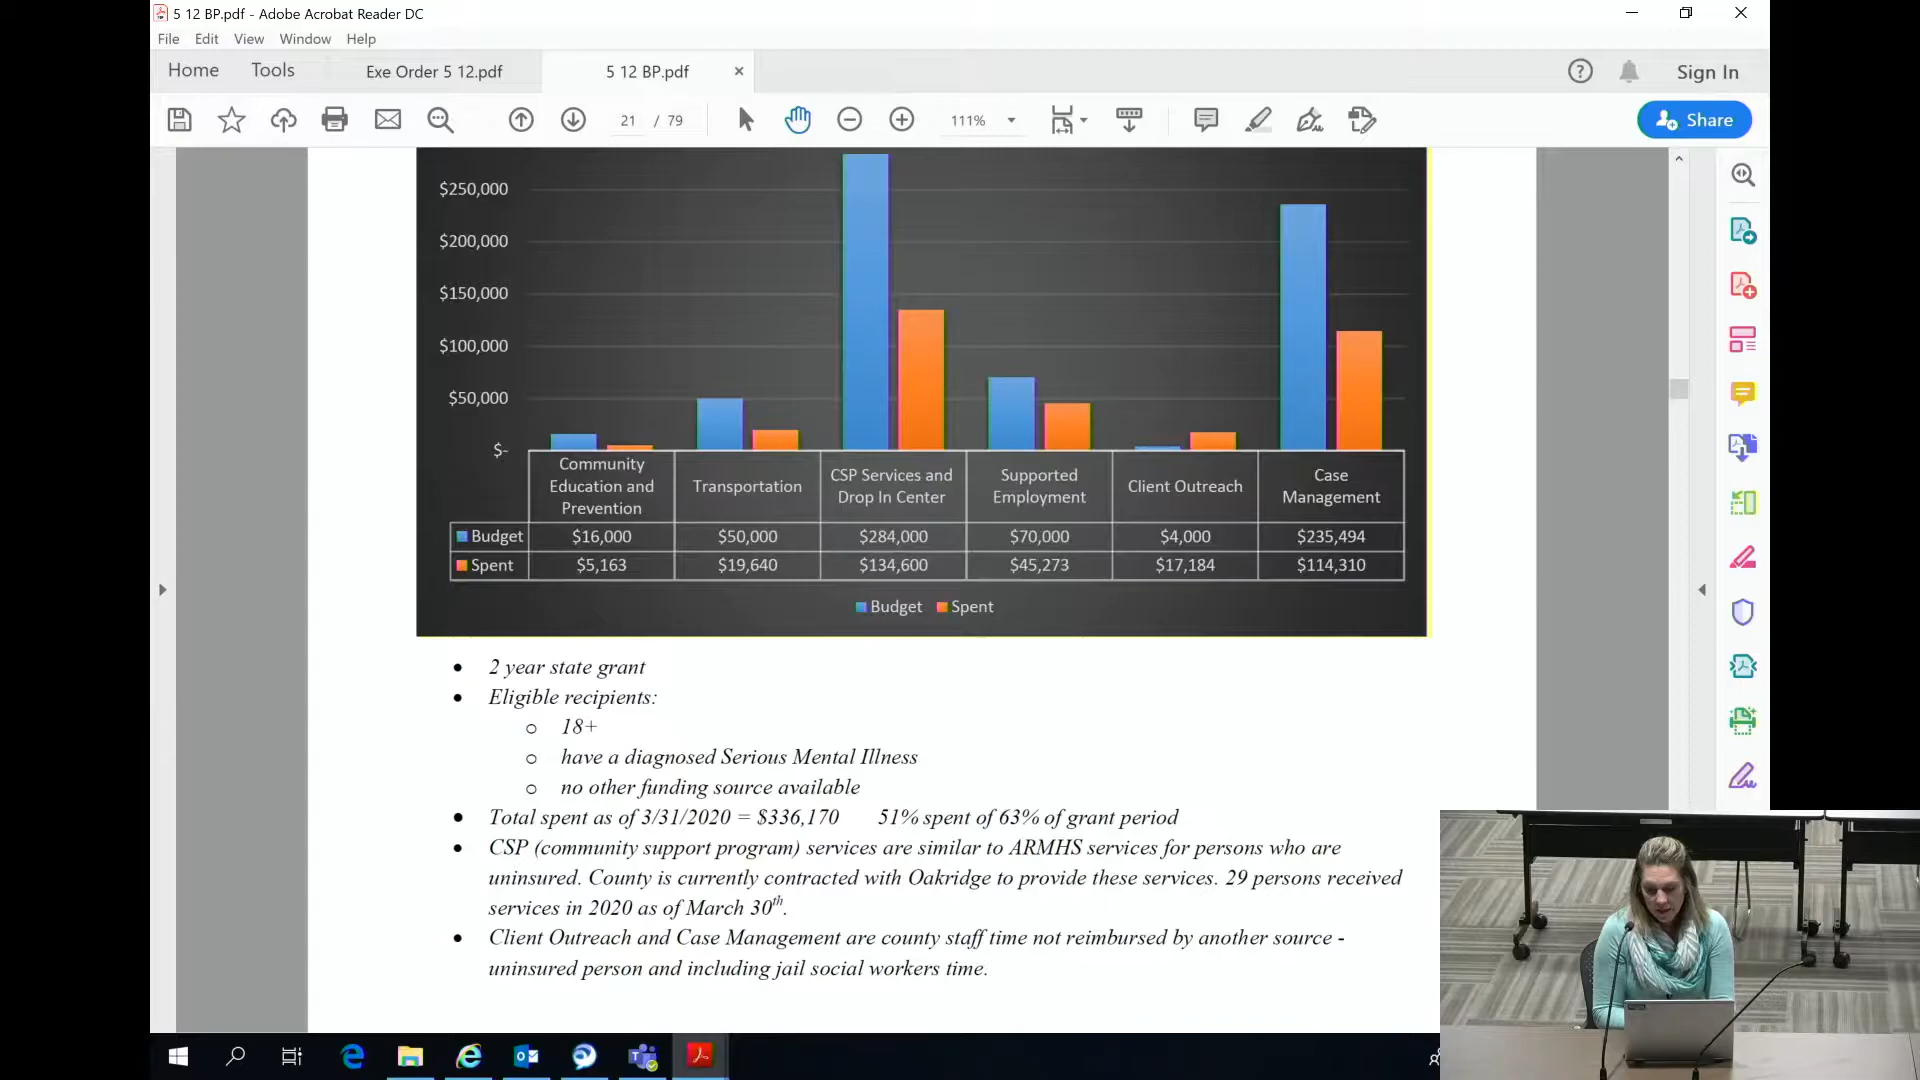 5 12 BP.pdf - Adobe Acrobat Reader DC
File Edit View Window Help
Home Tools Exe Order 5 12.pdf 5 12 BP.pdf × Sign In
21 / 79 111% Share
$250,000
$200,000
$150,000
$100,000
$50,000
$-
Community Education and Prevention Transportation CSP Services and Drop In Center Supported Employment Client Outreach Case Management
Budget $16,000 $50,000 $284,000 $70,000 $4,000 $235,494
Spent $5,163 $19,640 $134,600 $45,273 $17,184 $114,310
Budget Spent
• 2 year state grant
• Eligible recipients:
o 18+
o have a diagnosed Serious Mental Illness
o no other funding source available
• Total spent as of 3/31/2020 = $336,170 51% spent of 63% of grant period
• CSP (community support program) services are similar to ARMHS services for persons who are
uninsured. County is currently contracted with Oakridge to provide these services. 29 persons received
services in 2020 as of March 30th.
• Client Outreach and Case Management are county staff time not reimbursed by another source -
uninsured person and including jail social workers time.